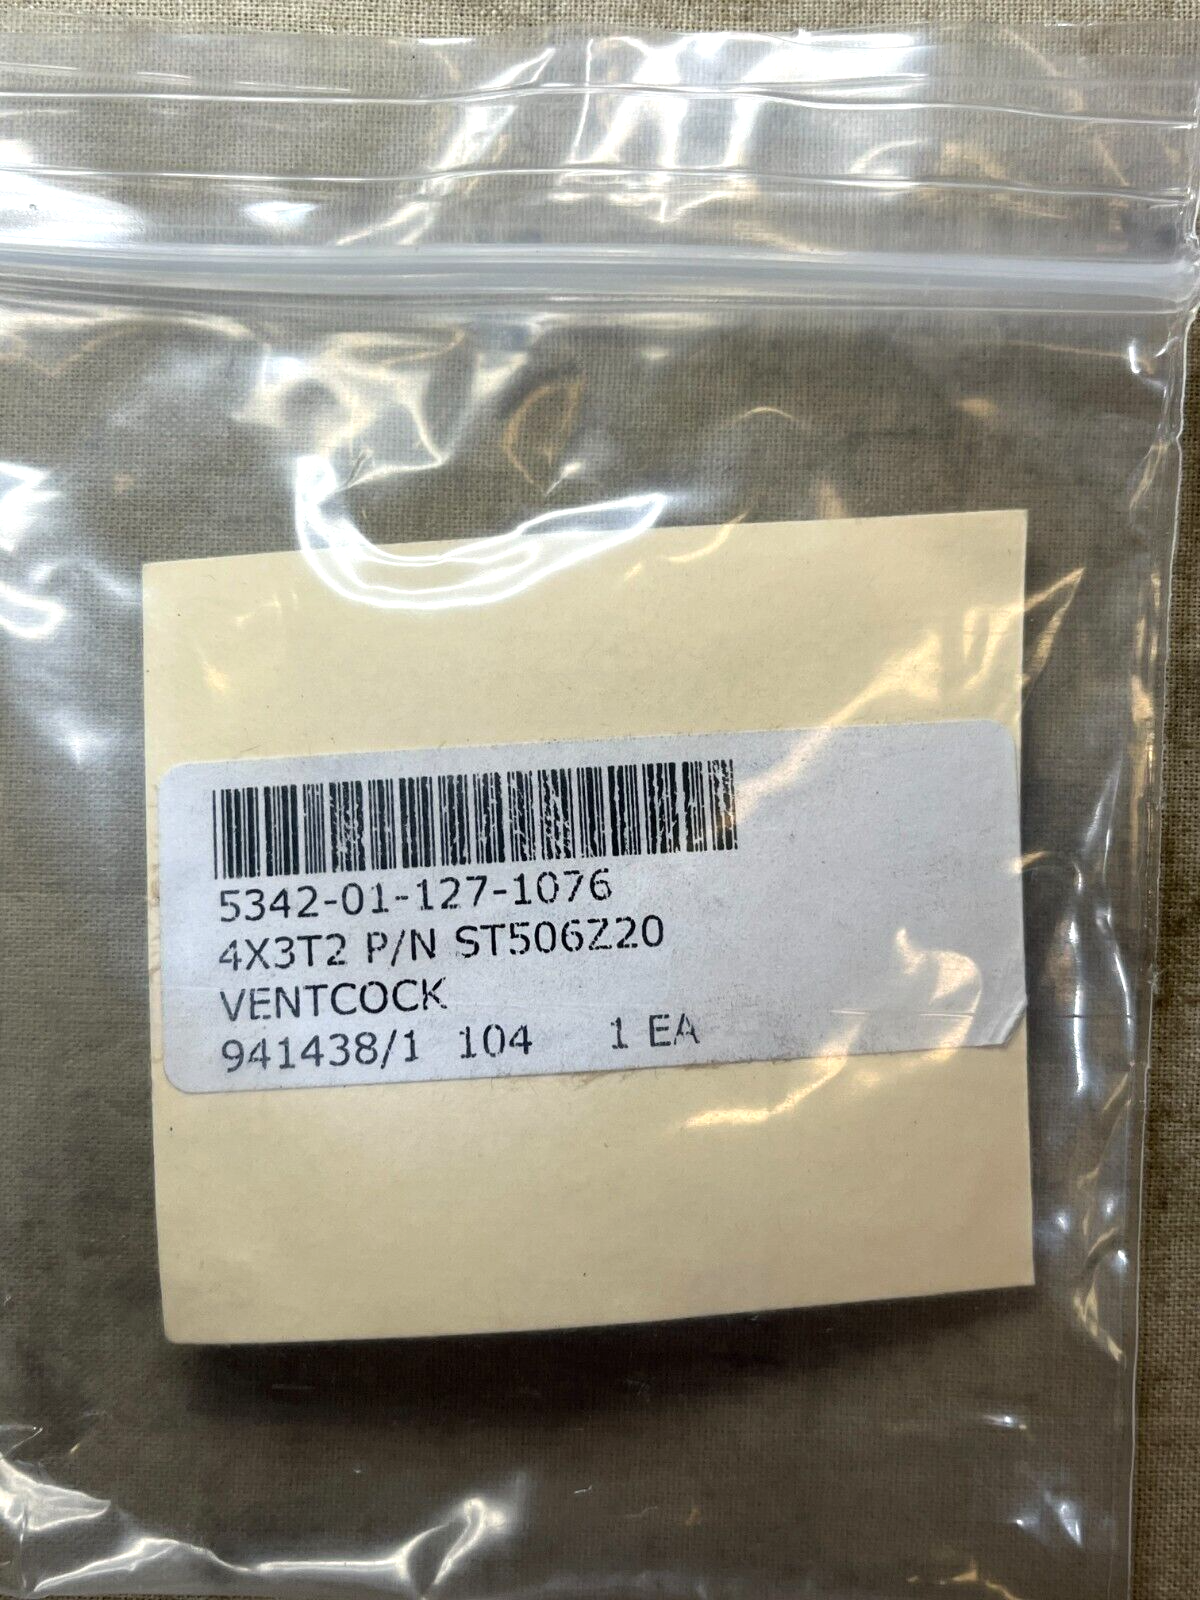 5342-01-127-1076
4X3T2 P/N ST506Z20
VENTCOCK
941438/1 104 1 EA